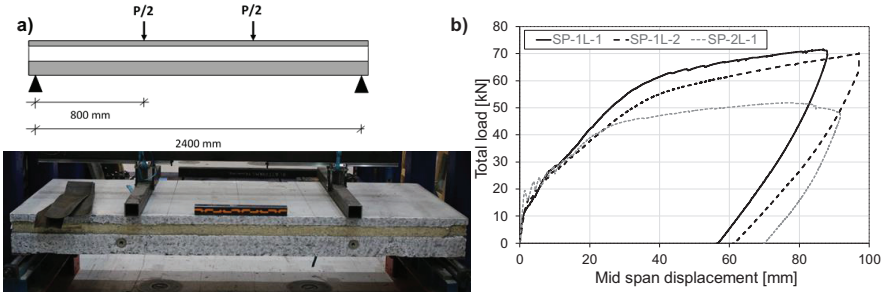 a)
P/2 P/2
800 mm
2400 mm
b)
80
70
60
50
40
30
20
10
0
Total load [kN]
SP-1L-1 SP-1L-2 SP-2L-1
0 20 40 60 80 100
Mid span displacement [mm]